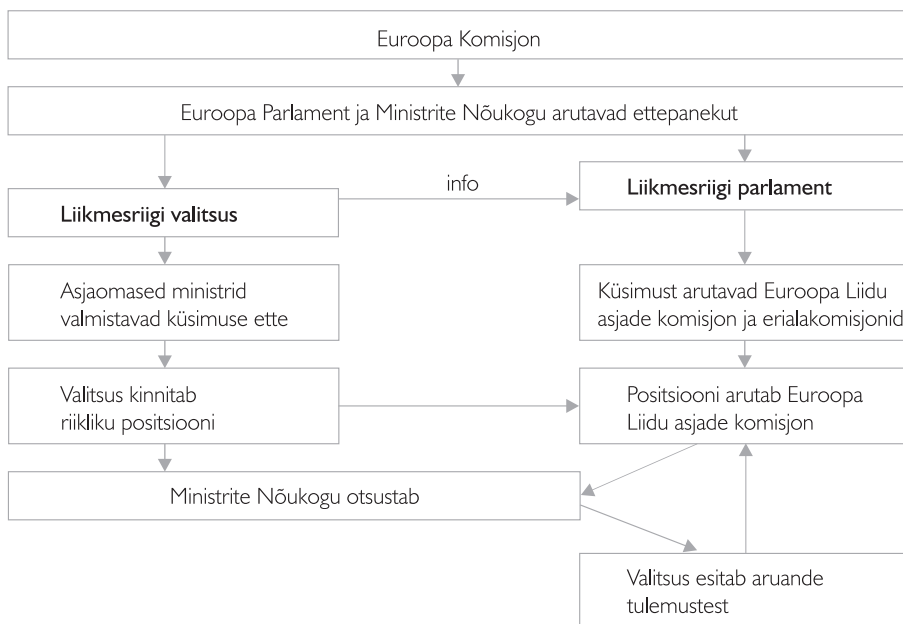 Euroopa Komisjon
Euroopa Parlament ja Ministrite Nõukogu arutavad ettepanekut
info
Liikmesriigi parlament
Liikmesriigi valitsus
Asjaomased ministrid
valmistavad küsimuse ette
Küsimust arutavad Euroopa Liidu
asjade komisjon ja erialakomisjonid
Valitsus kinnitab
riikliku positsiooni
Positsiooni arutab Euroopa
Liidu asjade komisjon
Ministrite Nõukogu otsustab
Valitsus esitab aruande
tulemustest